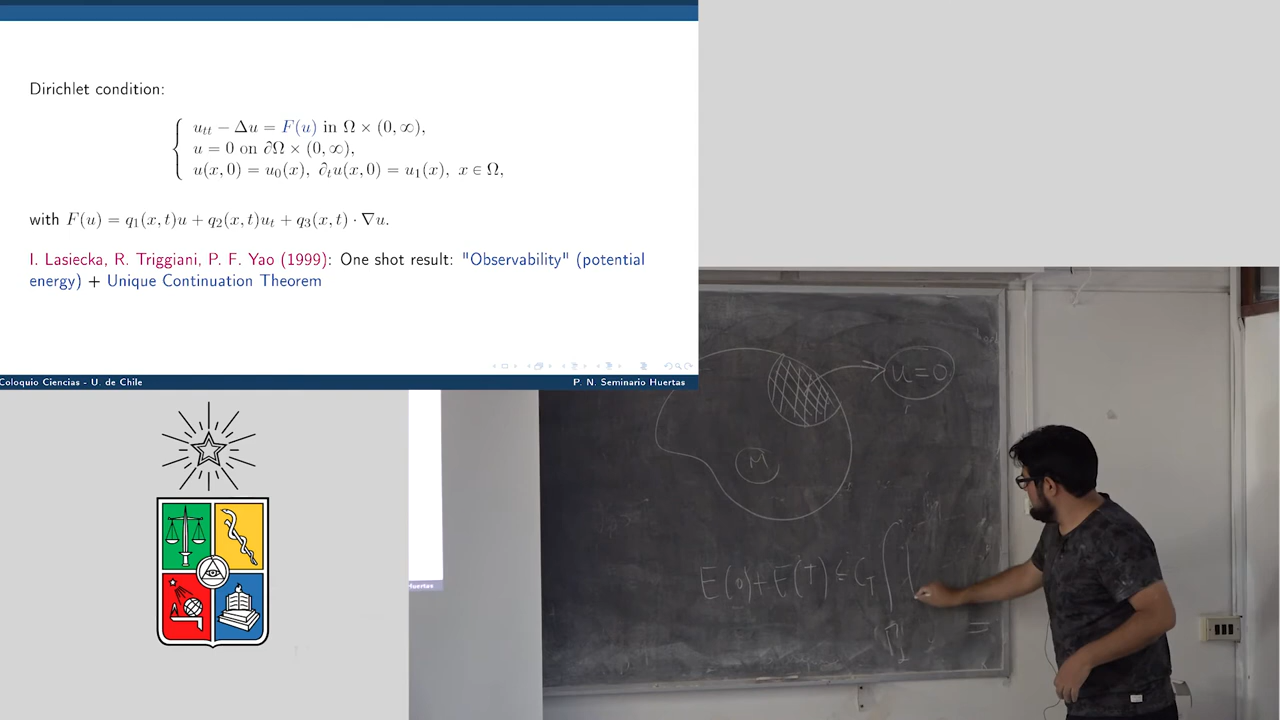 Dirichlet condition:
u_tt − Δu = F(u) in Ω × (0, ∞),
u = 0 on ∂Ω × (0, ∞),
u(x, 0) = u_0(x), ∂_t u(x, 0) = u_1(x), x ∈ Ω,
with F(u) = q_1(x, t)u + q_2(x, t)u_t + q_3(x, t) · ∇u.
I. Lasiecka, R. Triggiani, P. F. Yao (1999): One shot result: "Observability" (potential
energy) + Unique Continuation Theorem
Coloquio Ciencias - U. de Chile
P. N. Seminario Huertas
u=0
M
E(0)+E(T) ≤ C_T ∫ ∫
=
Huertas